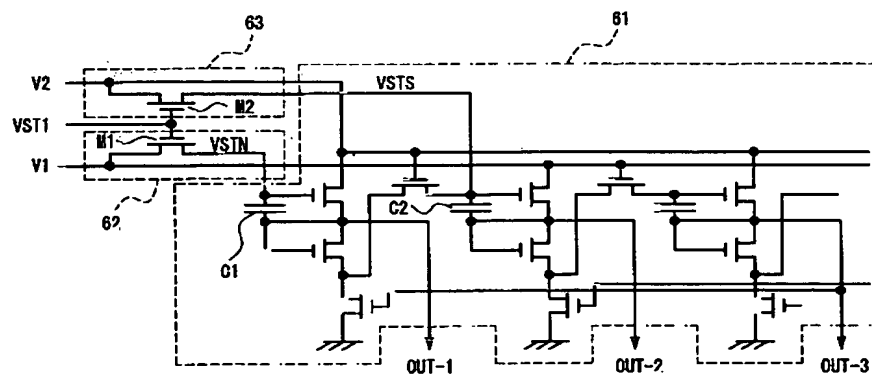 63
61
V2
VSTS
M2
VST1
M1
VSTN
V1
62
C1
C2
OUT-1
OUT-2
OUT-3